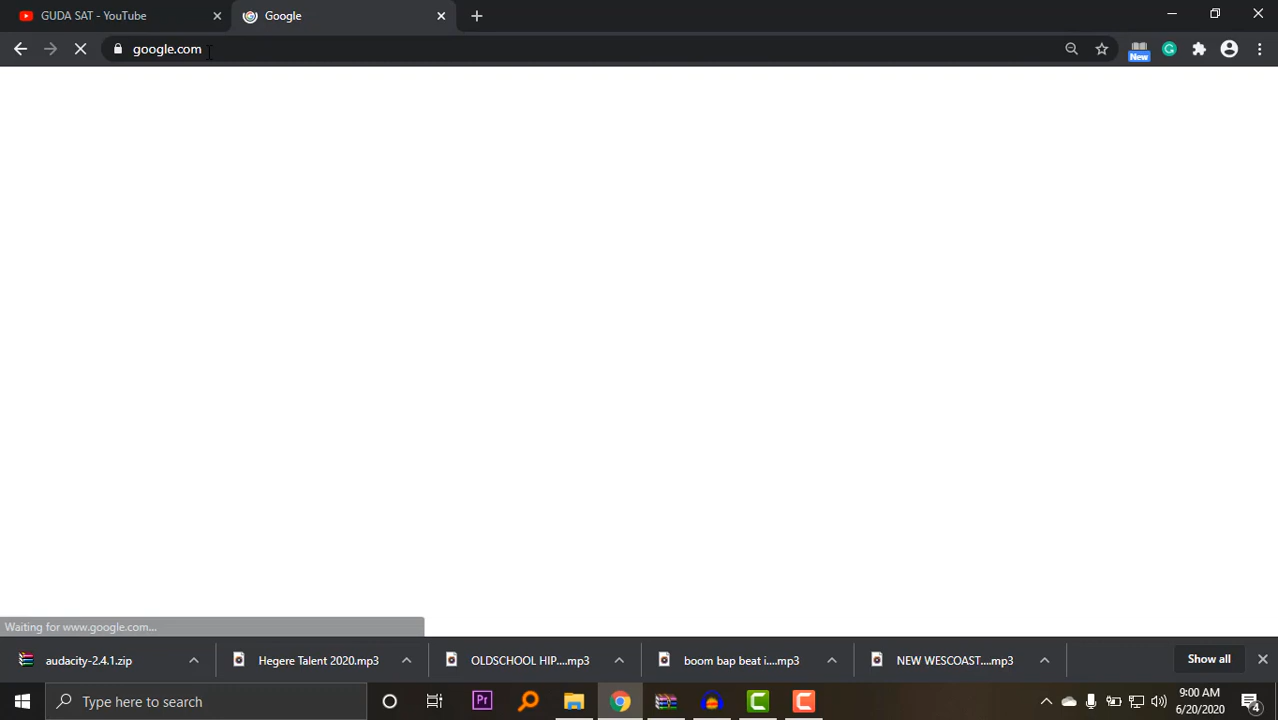 GUDA SAT - YouTube
Google
google.com
New
Waiting for www.google.com...
audacity-2.4.1.zip
Hegere Talent 2020.mp3
OLDSCHOOL HIP....mp3
boom bap beat i....mp3
NEW WESCOAST....mp3
Show all
Type here to search
Pr
9:00 AM
6/20/2020
4